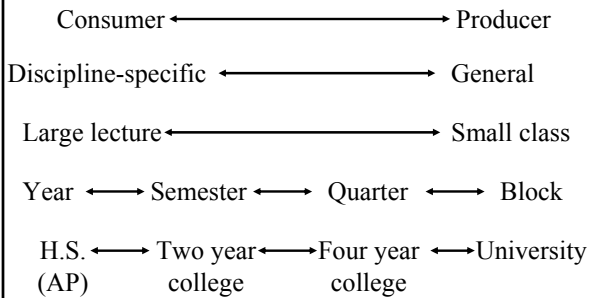 Consumer Producer
Discipline-specific General
Large lecture Small class
Year Semester Quarter Block
H.S. Two year Four year University
(AP) college college